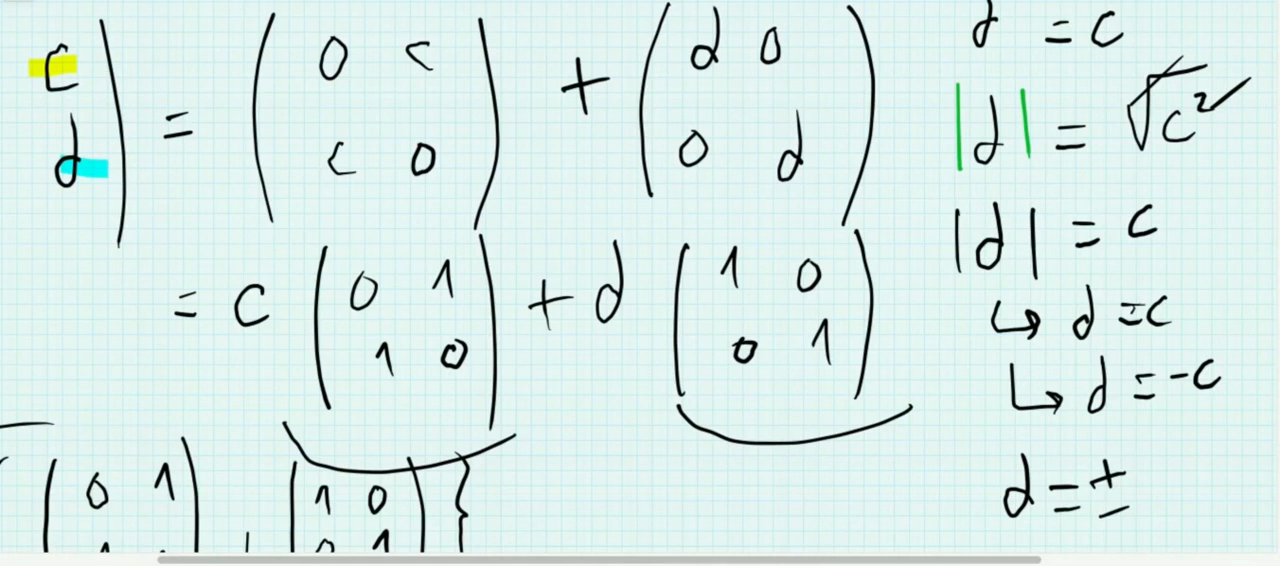 c 0 c d 0
d | = ( c 0 ) + ( 0 d )
= c ( 0 1 ) + d ( 1 0 )
( 1 0 ) ( 0 1 )
( 0 1 ) , ( 1 0 ) }
d = c
|d| = √c²
|d| = c
↳ d = c
↳ d = -c
d = ±